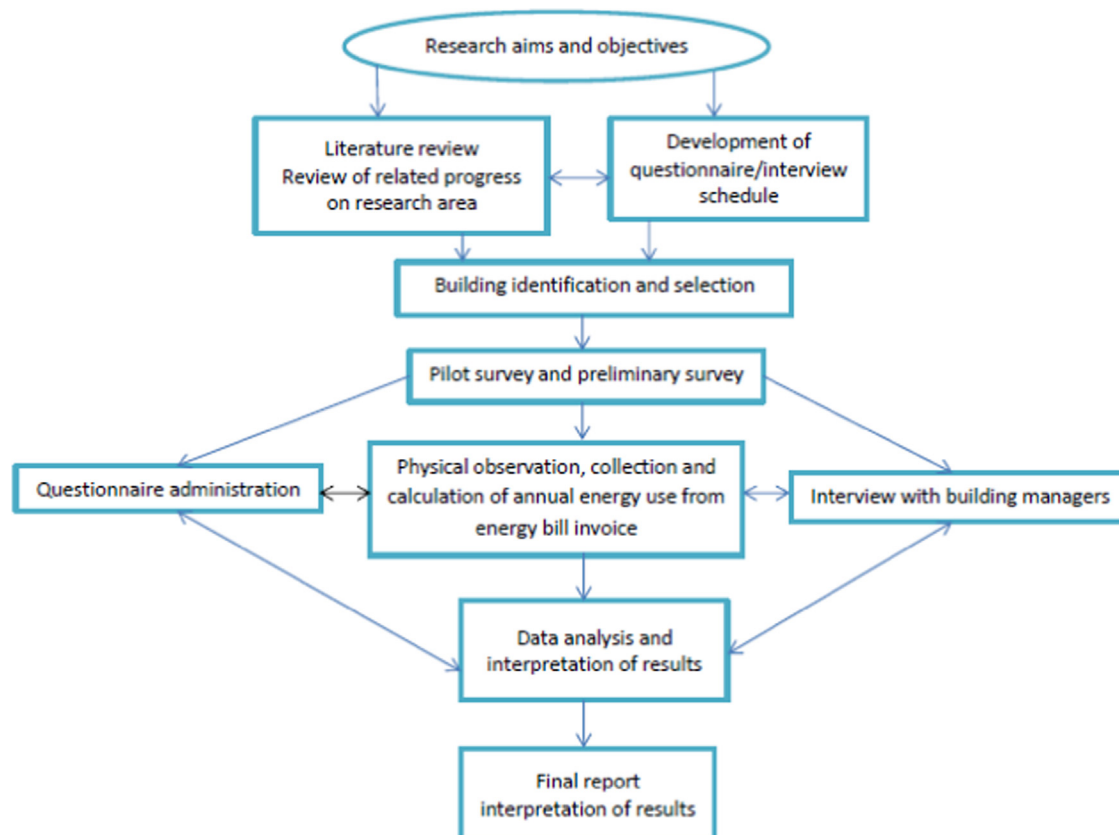 Research aims and objectives
Literature review
Review of related progress
on research area
Development of
questionnaire/interview
schedule
Building identification and selection
Pilot survey and preliminary survey
Questionnaire administration
Physical observation, collection and
calculation of annual energy use from
energy bill invoice
Interview with building managers
Data analysis and
interpretation of results
Final report
interpretation of results